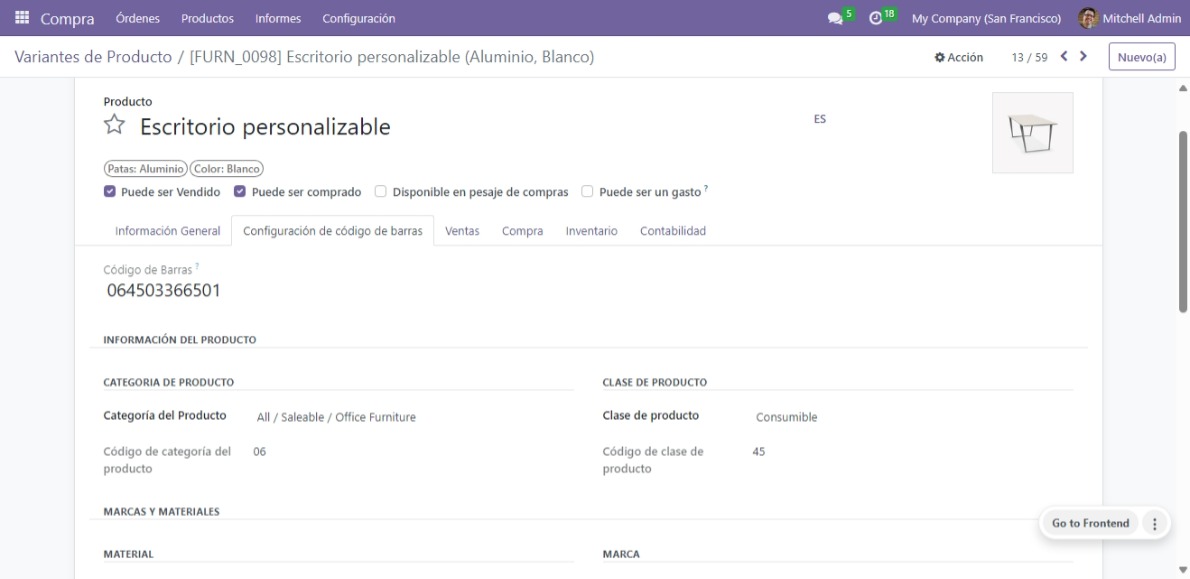 Compra Órdenes Productos Informes Configuración 5 18 My Company (San Francisco) Mitchell Admin
Variantes de Producto / [FURN_0098] Escritorio personalizable (Aluminio, Blanco) Acción 13 / 59 Nuevo(a)
Producto
Escritorio personalizable ES
Patas: Aluminio Color: Blanco
Puede ser Vendido Puede ser comprado Disponible en pesaje de compras Puede ser un gasto ?
Información General Configuración de código de barras Ventas Compra Inventario Contabilidad
Código de Barras ?
064503366501
INFORMACIÓN DEL PRODUCTO
CATEGORIA DE PRODUCTO CLASE DE PRODUCTO
Categoría del Producto All / Saleable / Office Furniture Clase de producto Consumible
Código de categoría del producto 06 Código de clase de producto 45
MARCAS Y MATERIALES
Go to Frontend
MATERIAL MARCA